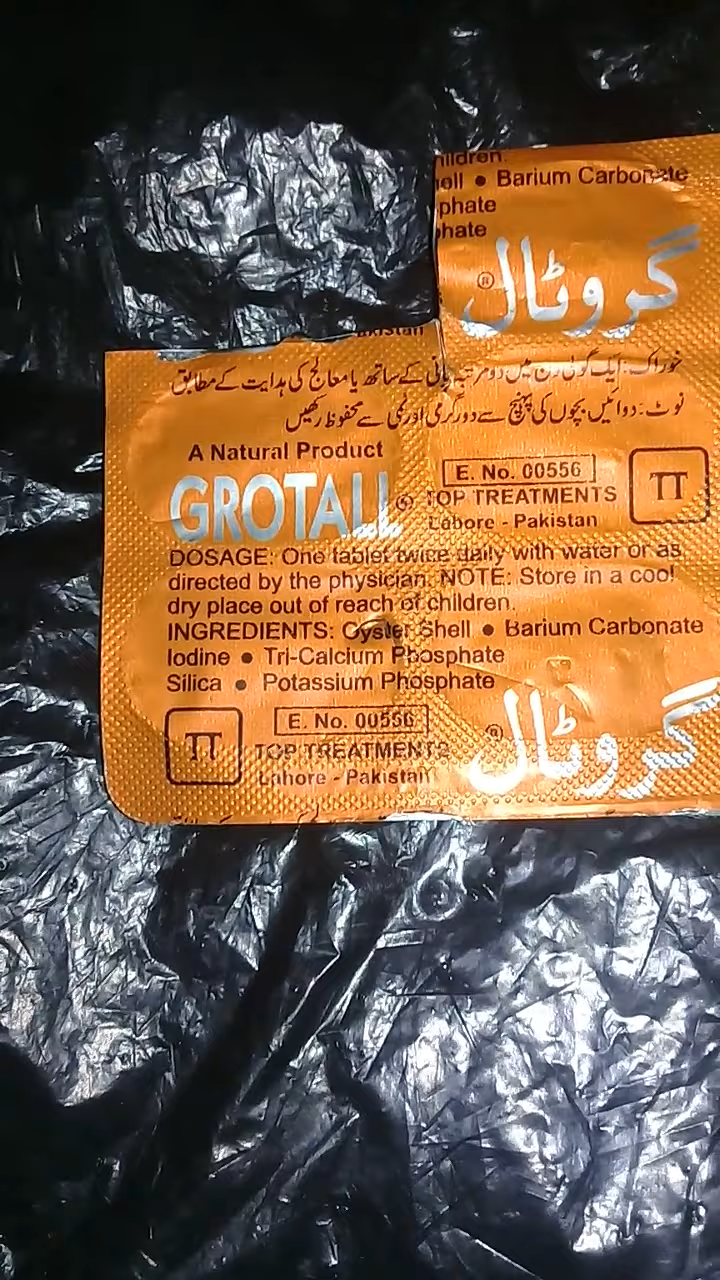 hildren.
ell • Barium Carbonate
phate
hate
گروٹال®
kistan
خوراک: ایک گولی دن میں دو مرتبہ پانی کے ساتھ یا معالج کی ہدایت کے مطابق
نوٹ: دوائیں بچوں کی پہنچ سے دور گرمی اور نمی سے محفوظ رکھیں
A Natural Product
GROTALL®
E. No. 00556
TT
TOP TREATMENTS
Lahore - Pakistan
DOSAGE: One tablet twice daily with water or as
directed by the physician. NOTE: Store in a cool
dry place out of reach of children.
INGREDIENTS: Oyster Shell • Barium Carbonate
Iodine • Tri-Calcium Phosphate
Silica • Potassium Phosphate
TT
E. No. 00556
TOP TREATMENTS
Lahore - Pakistan
گروٹال®